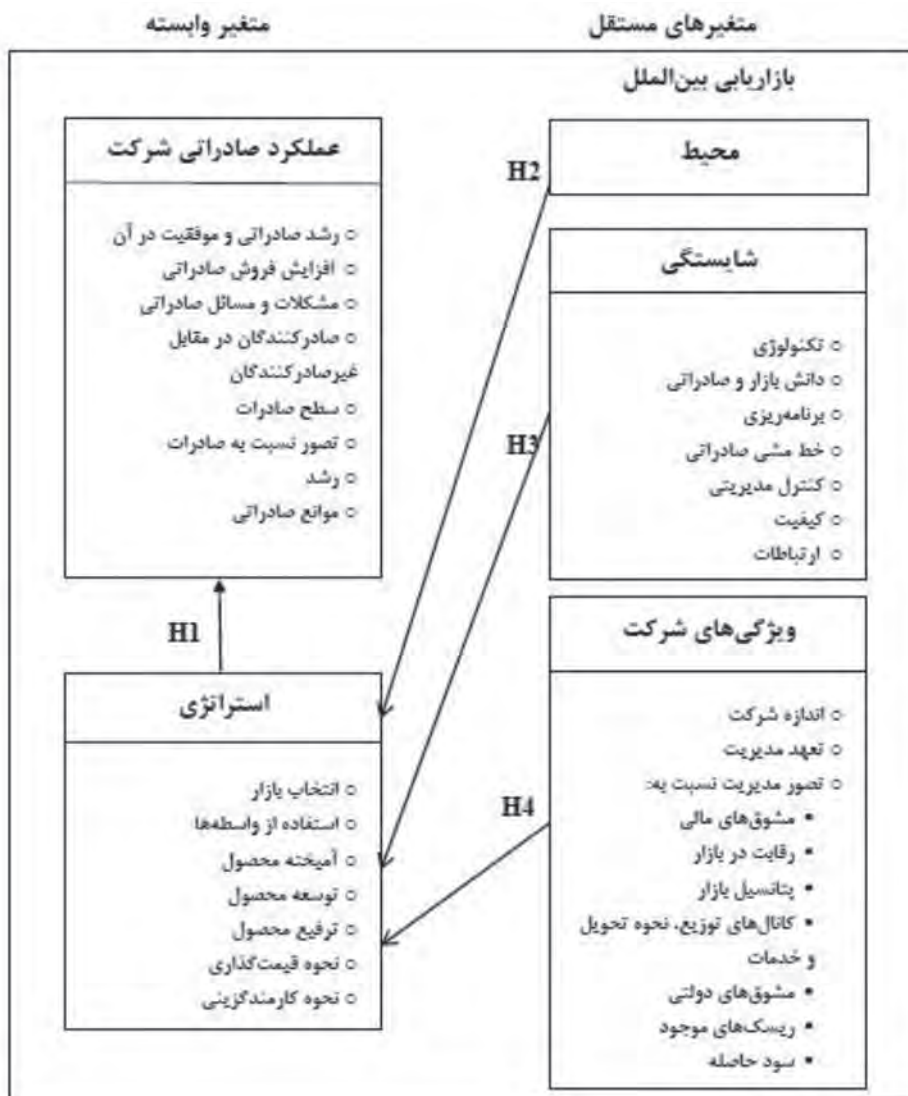 متغیرهای مستقل
متغیر وابسته
بازاریابی بین‌الملل
محیط
شایستگی
○ تکنولوژی
○ دانش بازار و صادراتی
○ برنامه‌ریزی
○ خط مشی صادراتی
○ کنترل مدیریتی
○ کیفیت
○ ارتباطات
ویژگی‌های شرکت
○ اندازه شرکت
○ تعهد مدیریت
○ تصور مدیریت نسبت به:
▪ مشوق‌های مالی
▪ رقابت در بازار
▪ پتانسیل بازار
▪ کانال‌های توزیع، نحوه تحویل
و خدمات
▪ مشوق‌های دولتی
▪ ریسک‌های موجود
▪ سود حاصله
H2
H3
H4
عملکرد صادراتی شرکت
○ رشد صادراتی و موفقیت در آن
○ افزایش فروش صادراتی
○ مشکلات و مسائل صادراتی
○ صادرکنندگان در مقابل
غیرصادرکنندگان
○ سطح صادرات
○ تصور نسبت به صادرات
○ رشد
○ موانع صادراتی
H1
استراتژی
○ انتخاب بازار
○ استفاده از واسطه‌ها
○ آمیخته محصول
○ توسعه محصول
○ ترفیع محصول
○ نحوه قیمت‌گذاری
○ نحوه کارمندگزینی